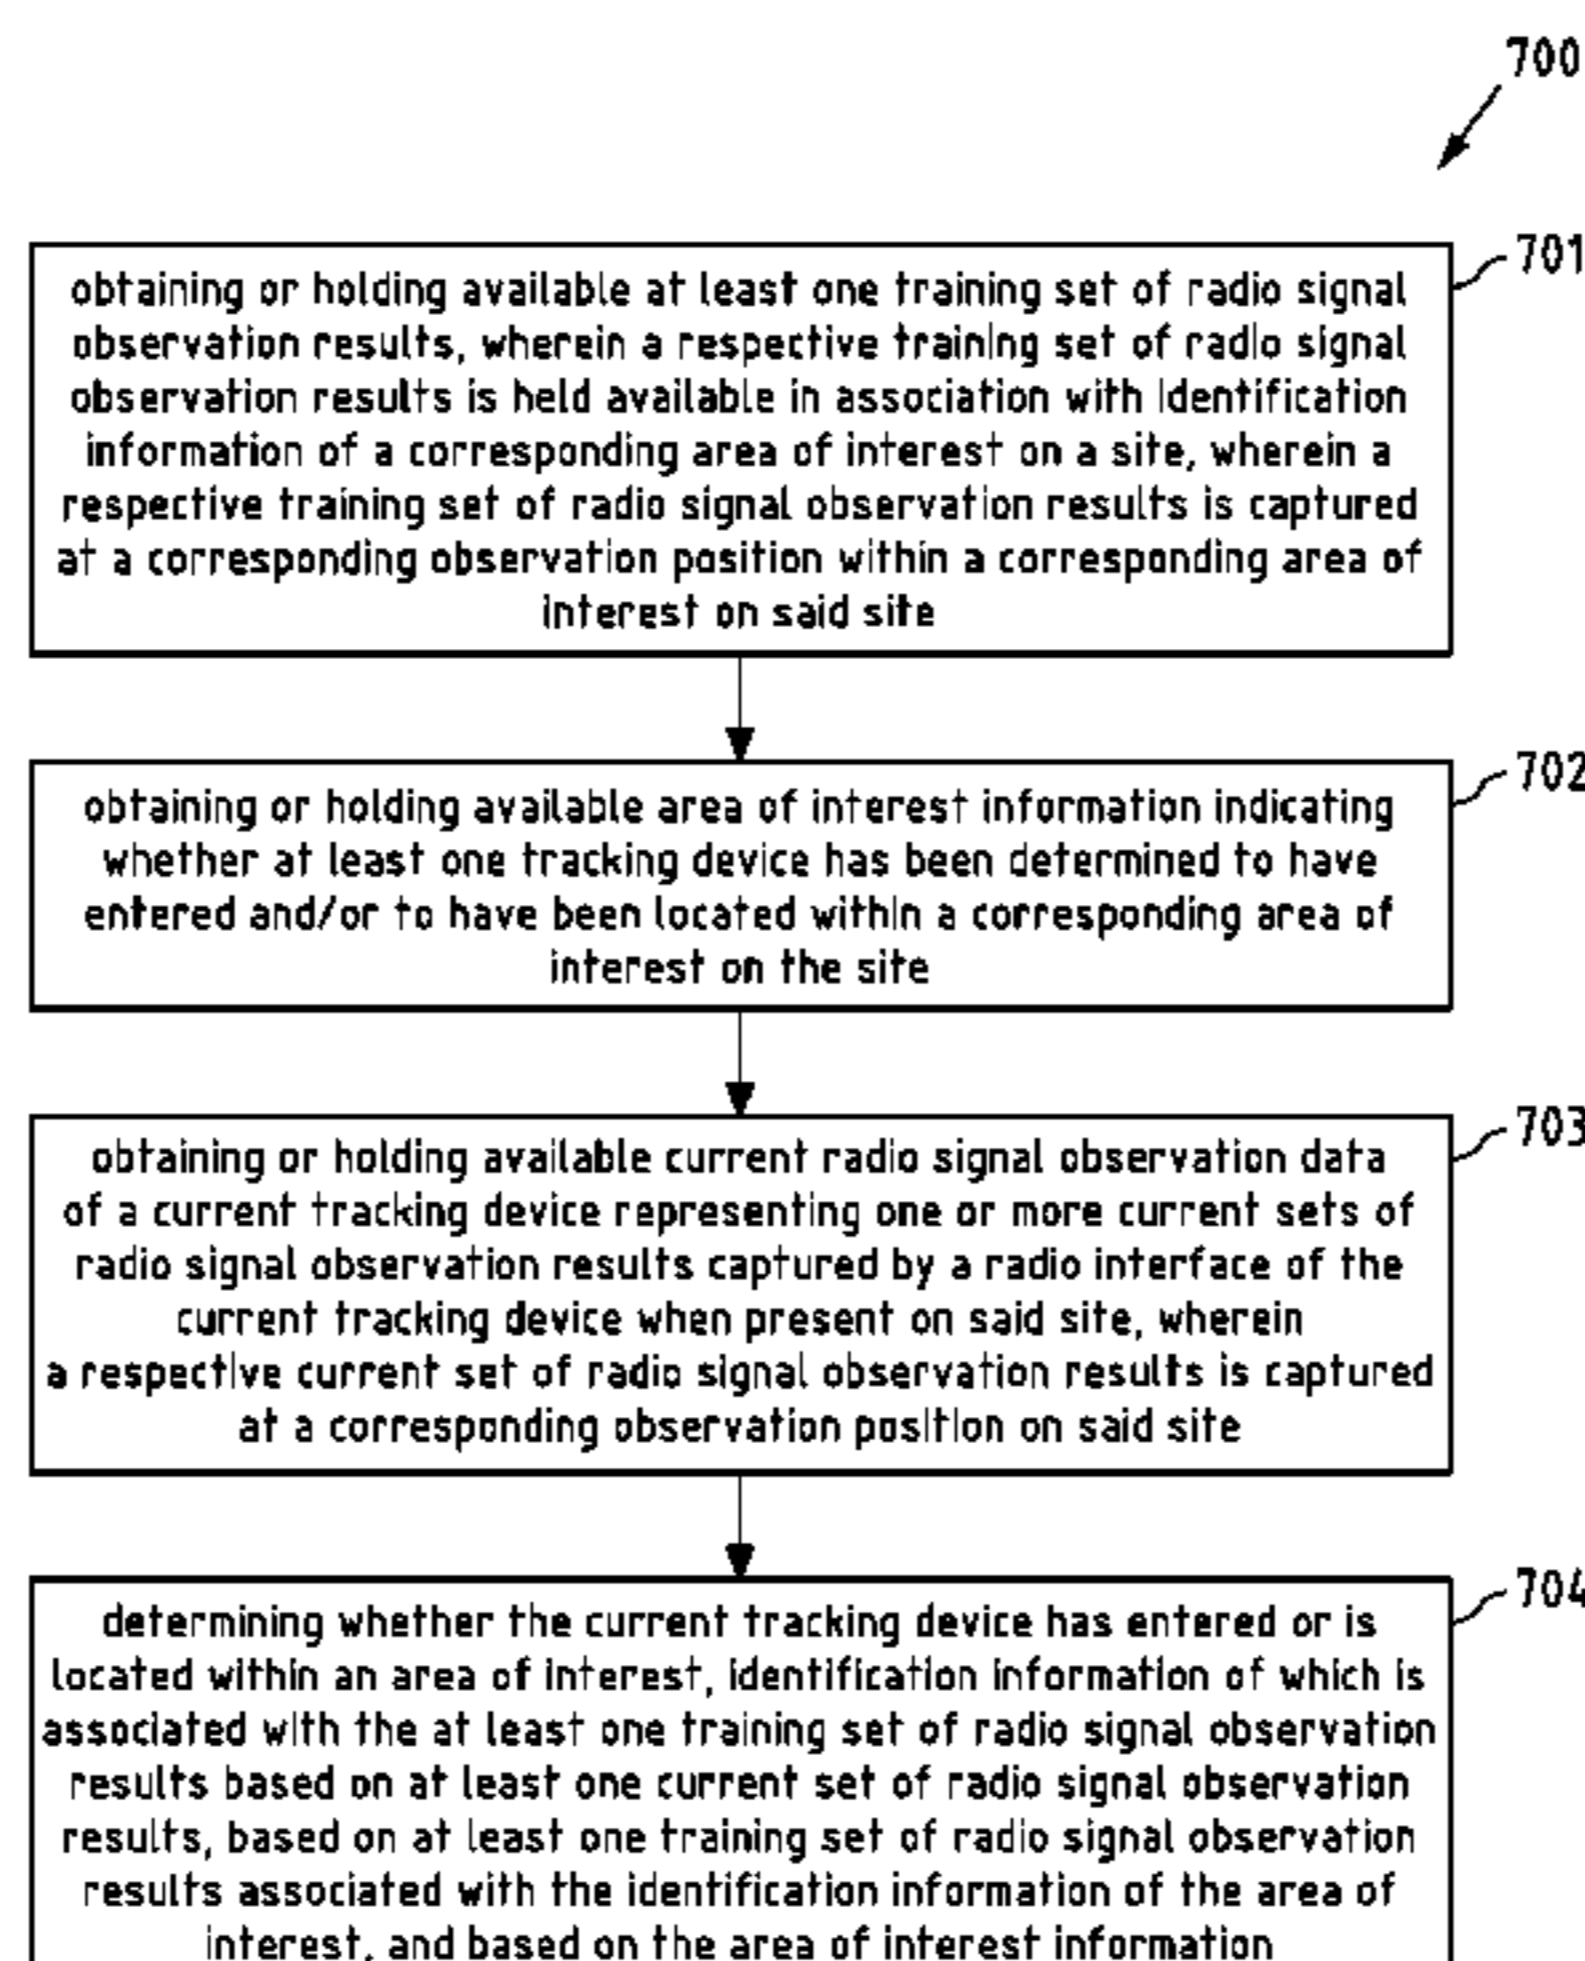 700
701
obtaining or holding available at least one training set of radio signal
observation results, wherein a respective training set of radio signal
observation results is held available in association with identification
information of a corresponding area of interest on a site, wherein a
respective training set of radio signal observation results is captured
at a corresponding observation position within a corresponding area of
interest on said site
702
obtaining or holding available area of interest information indicating
whether at least one tracking device has been determined to have
entered and/or to have been located within a corresponding area of
interest on the site
703
obtaining or holding available current radio signal observation data
of a current tracking device representing one or more current sets of
radio signal observation results captured by a radio interface of the
current tracking device when present on said site, wherein
a respective current set of radio signal observation results is captured
at a corresponding observation position on said site
704
determining whether the current tracking device has entered or is
located within an area of interest, identification information of which is
associated with the at least one training set of radio signal observation
results based on at least one current set of radio signal observation
results, based on at least one training set of radio signal observation
results associated with the identification information of the area of
interest, and based on the area of interest information